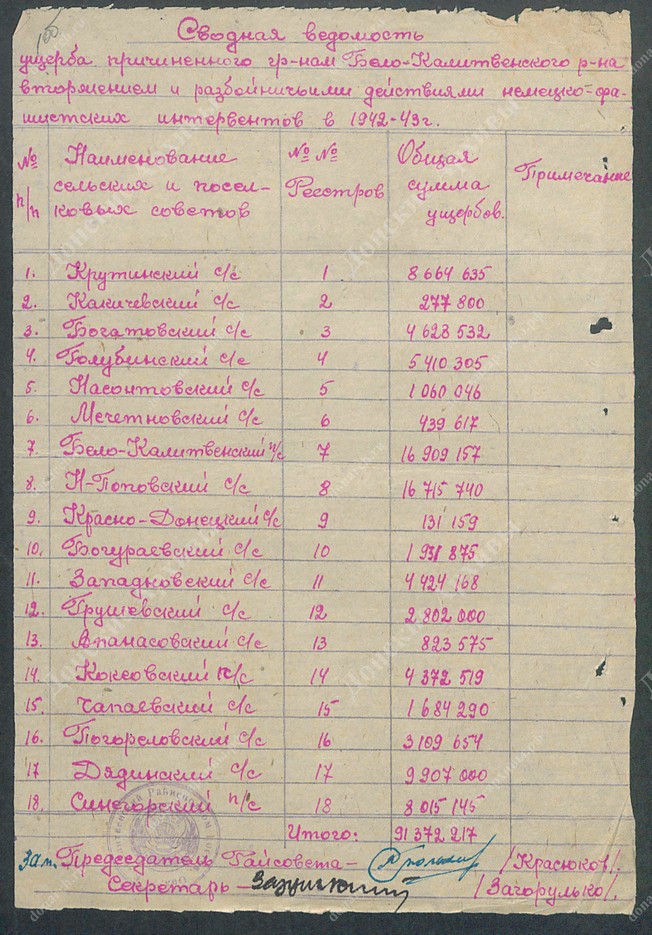 Сводная ведомость
ущерба причиненного гр-нам Бело-Калитвенского р-на
вторжением и разбойничьими действиями немецко-фа-
шистских интервентов в 1942-43г.
№ п/п Наименование сельских и посел- ковых советов №№ Реестров Общая сумма ущербов. Примечание
1. Крутинский с/с 1 8 664 635
2. Какичевский с/с 2 277 800
3. Богатовский с/с 3 4 628 532
4. Голубинский с/с 4 5 410 305
5. Насонтовский с/с 5 1 060 046
6. Мечетновский с/с 6 439 617
7. Бело-Калитвенский п/с 7 16 909 157
8. Н-Поповский с/с 8 16 715 740
9. Красно-Донецкий с/с 9 131 159
10. Богураевский с/с 10 1 931 875
11. Западновский с/с 11 4 424 168
12. Грушевский с/с 12 2 802 000
13. Апанасовский с/с 13 823 575
14. Коксовский п/с 14 4 372 519
15. Чапаевский с/с 15 1 684 290
16. Погореловский с/с 16 3 109 654
17 Дядинский с/с 17 9 907 000
18. Синегорский п/с 18 8 015 145
Итого: 91 372 217
Зам. Председатель Райсовета – /Краснюков/.
Секретарь – /Загорулько/.